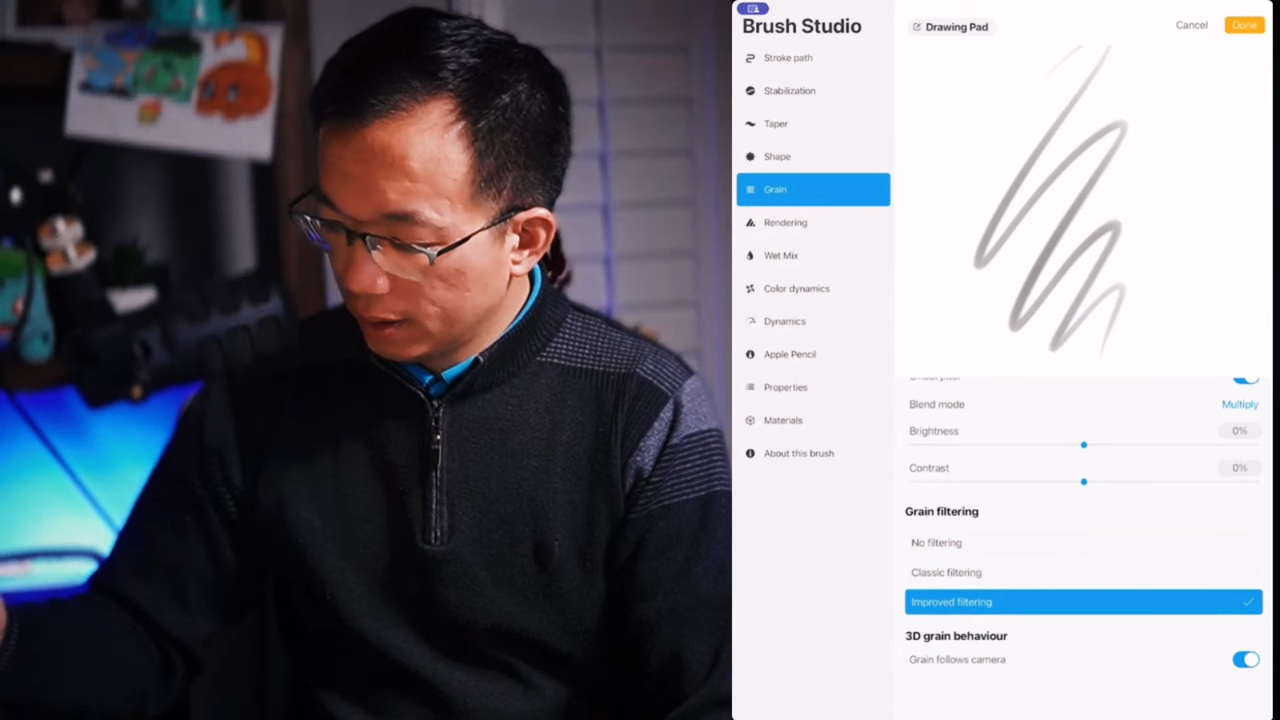 Brush Studio
Stroke path
Stabilization
Taper
Shape
Grain
Rendering
Wet Mix
Color dynamics
Dynamics
Apple Pencil
Properties
Materials
About this brush
Drawing Pad
Cancel
Done
Blend mode
Multiply
Brightness
0%
Contrast
0%
Grain filtering
No filtering
Classic filtering
Improved filtering
3D grain behaviour
Grain follows camera